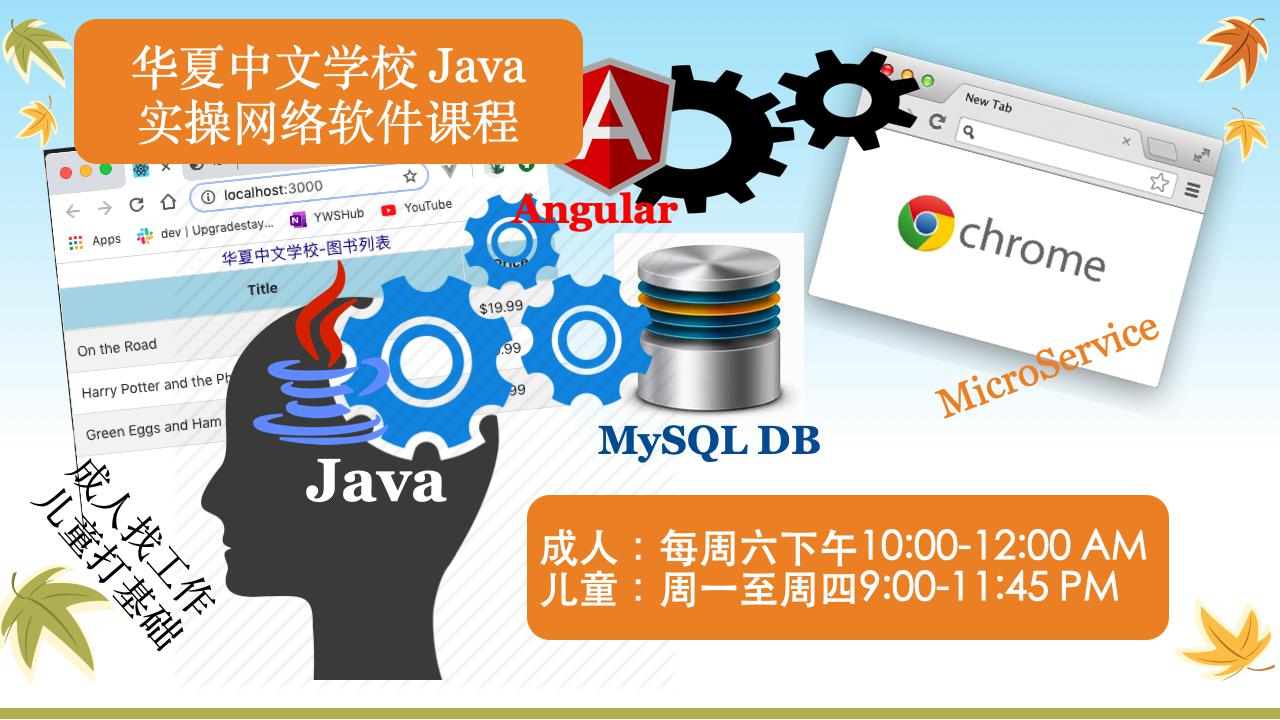 华夏中文学校 Java
实操网络软件课程
New Tab
localhost:3000
Apps
dev | Upgradestay...
YWSHub
YouTube
华夏中文学校-图书列表
Title
On the Road
$19.99
Harry Potter and the Ph
.99
Green Eggs and Ham
99
A
Angular
chrome
MicroService
MySQL DB
Java
成人找工作
儿童打基础
成人：每周六下午10:00-12:00 AM
儿童：周一至周四9:00-11:45 PM